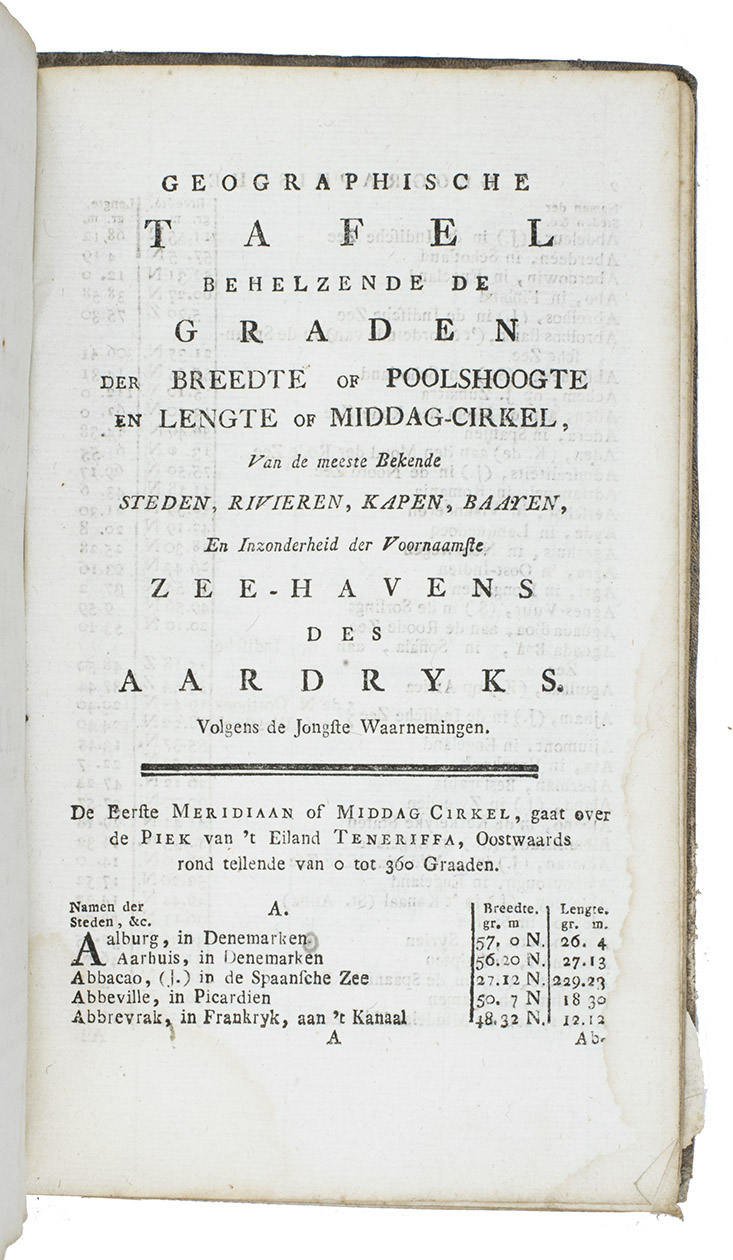 GEOGRAPHISCHE
TAFEL
BEHELZENDE DE
GRADEN
DER BREEDTE OF POOLSHOOGTE
EN LENGTE OF MIDDAG-CIRKEL,
Van de meeste Bekende
STEDEN, RIVIEREN, KAPEN, BAAYEN,
En Inzonderheid der Voornaamſte
ZEE-HAVENS
DES
AARDRYKS.
Volgens de Jongſte Waarnemingen.
De Eerſte MERIDIAAN of MIDDAG CIRKEL, gaat over
de PIEK van 't Eiland TENERIFFA, Oostwaards
rond tellende van 0 tot 360 Graaden.
Namen der A. Breedte. Lengte.
Steden, &c. gr. m gr. m.
Aalburg, in Denemarken 57. 0 N. 26. 4
Aarhuis, in Denemarken 56.20 N. 27.13
Abbacao, (J.) in de Spaanſche Zee 27.12 N. 229.23
Abbeville, in Picardien 50. 7 N 18 30
Abbrevrak, in Frankryk, aan 't Kanaal 48.32 N. 12.12
A Ab-